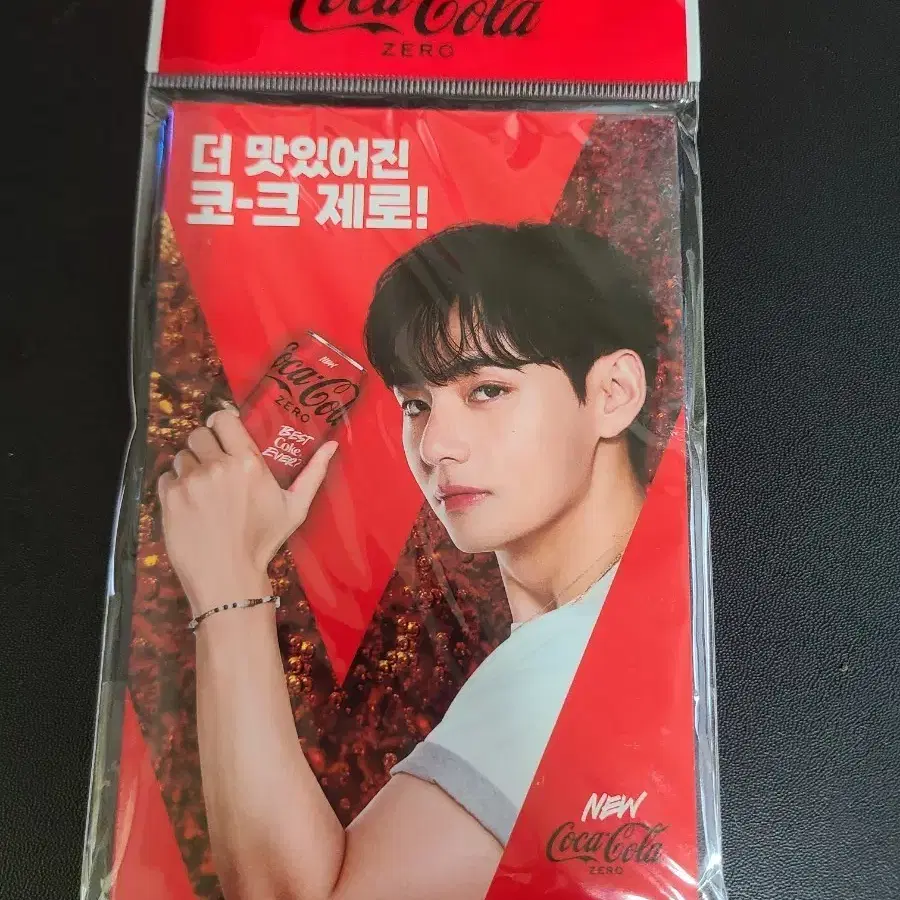 Coca-Cola
ZERO
더 맛있어진
코-크 제로!
NEW
Coca-Cola
ZERO
BEST
Coke
EVER?
NEW
Coca-Cola
ZERO